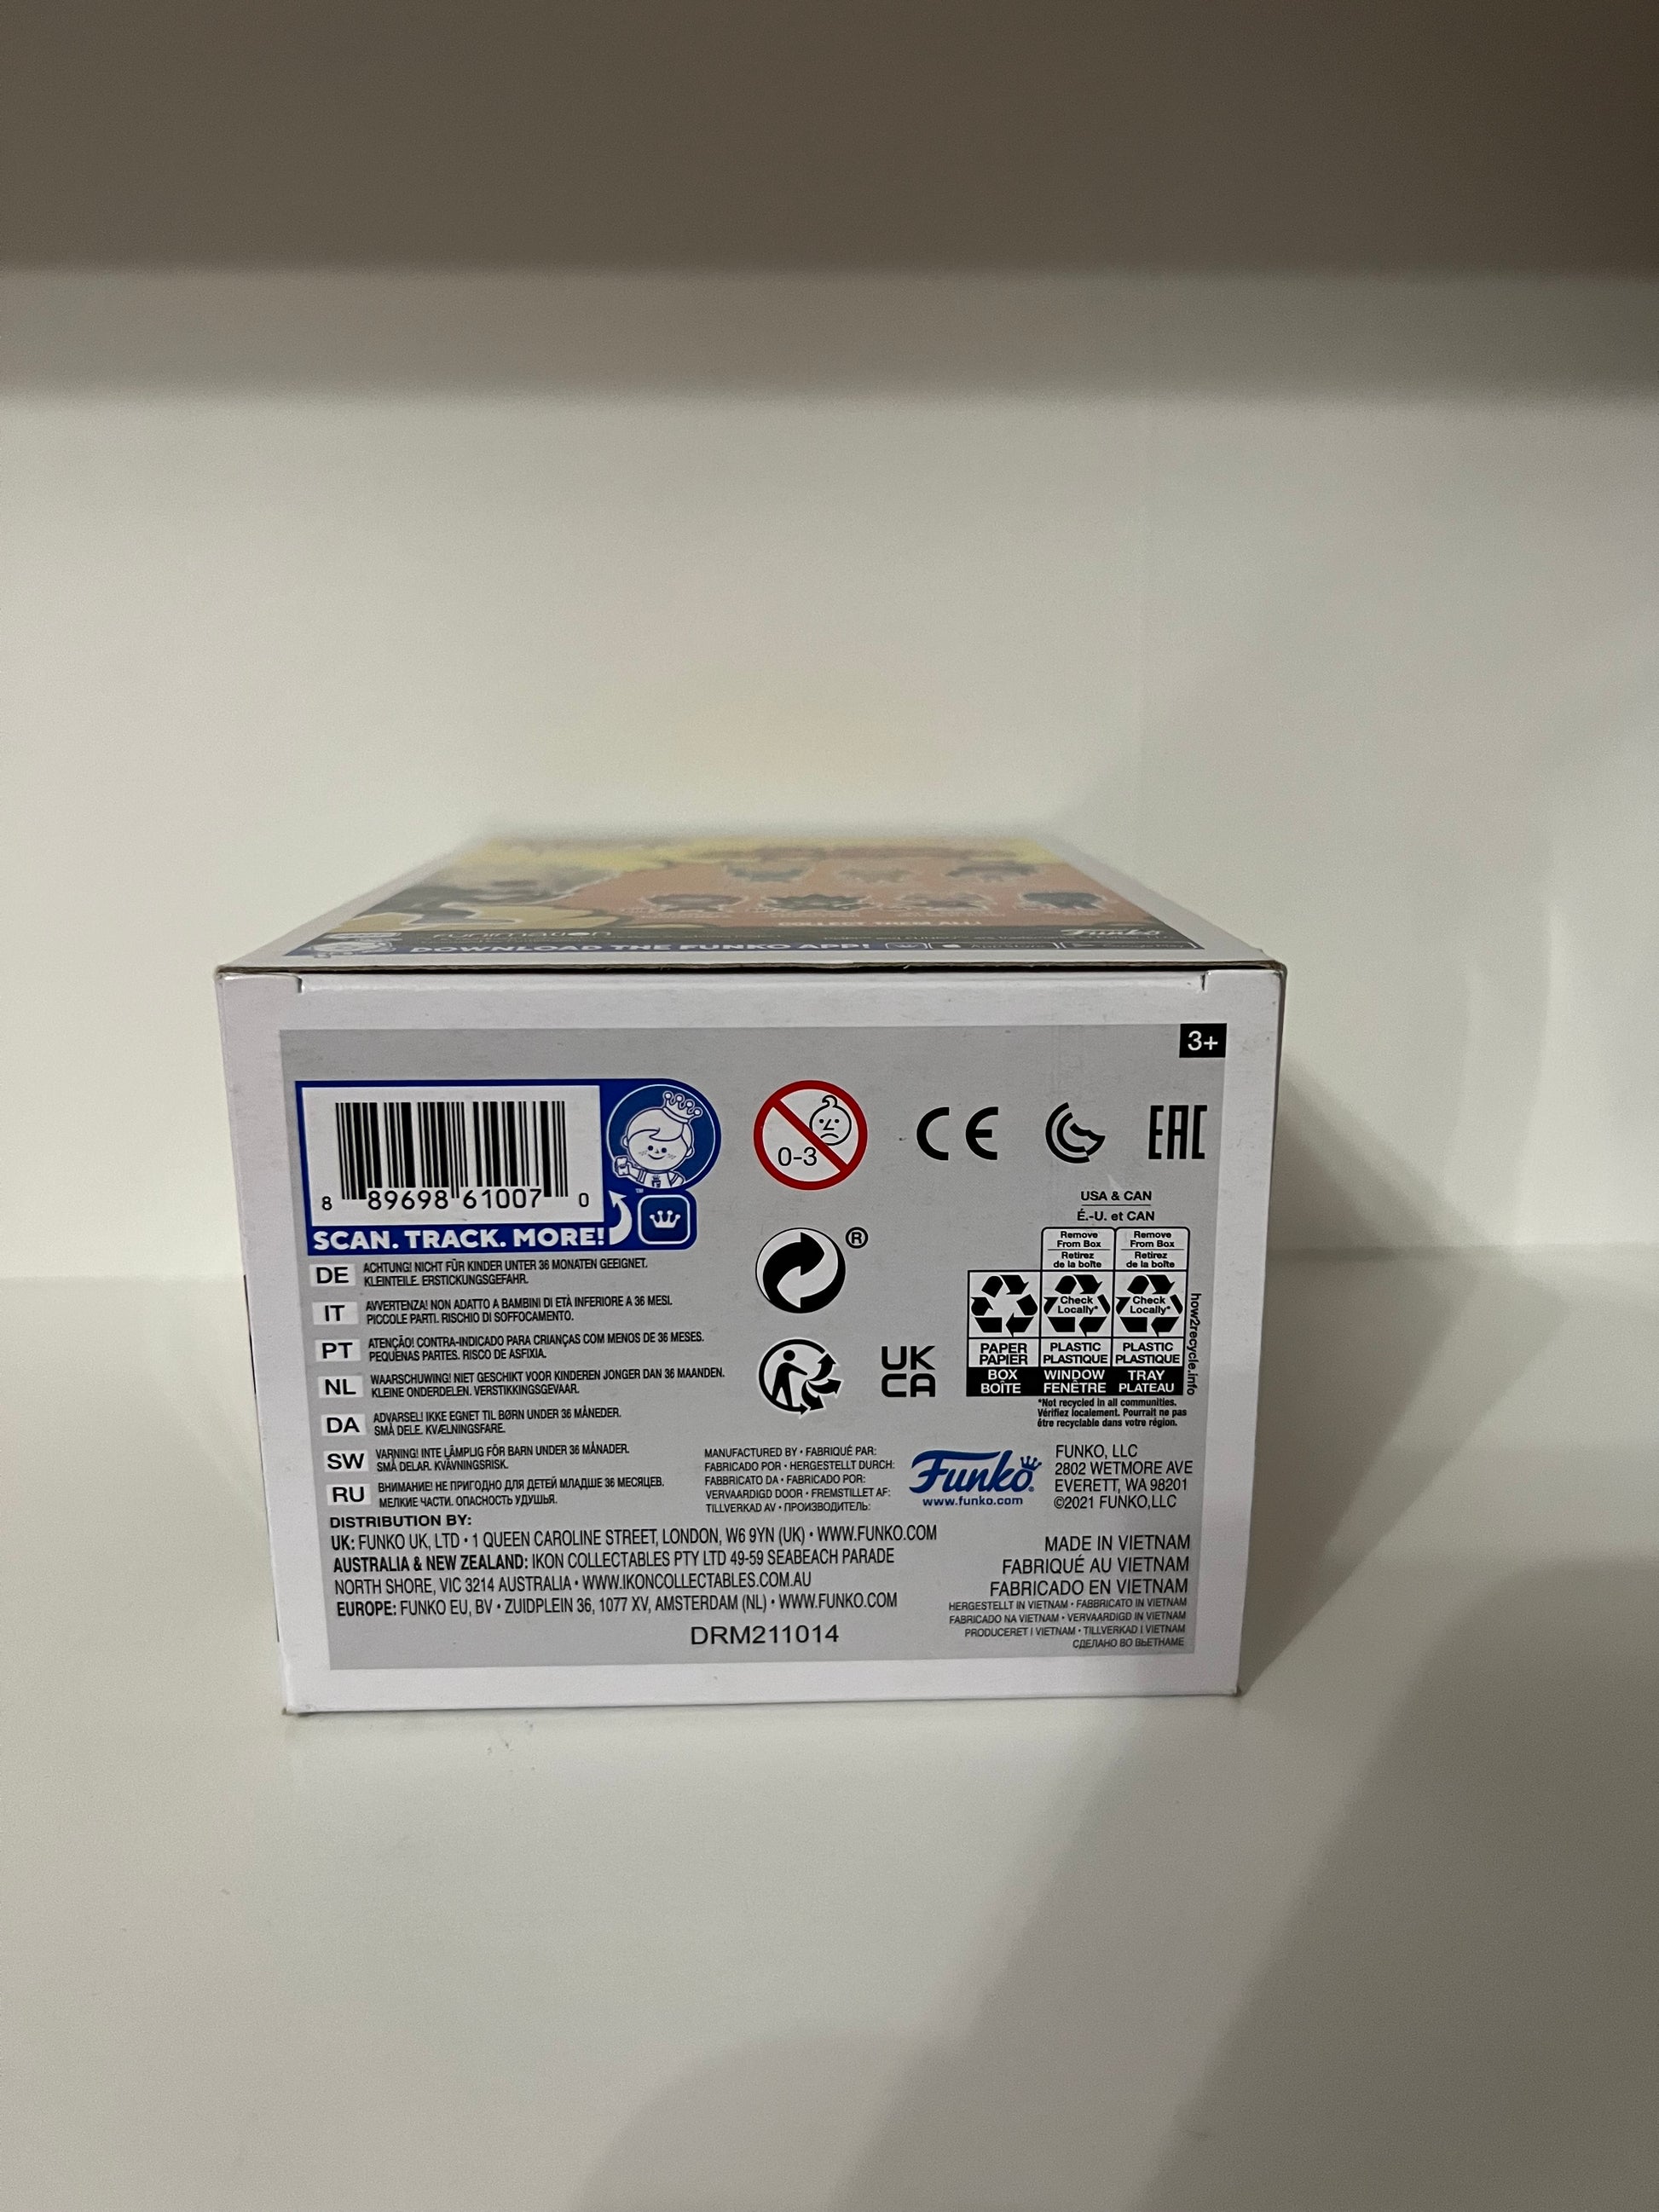 COLLECT THEM ALL!
FUNIMATION
Funko
DOWNLOAD THE FUNKO APP!
3+
8 89698 61007 0
SCAN. TRACK. MORE!
™
0-3
CE
EAC
USA & CAN
É.-U. et CAN
Remove From Box
Retirez de la boîte
Remove From Box
Retirez de la boîte
Check Locally*
Check Locally*
PAPER PAPIER
PLASTIC PLASTIQUE
PLASTIC PLASTIQUE
BOX BOÎTE
WINDOW FENÊTRE
TRAY PLATEAU
how2recycle.info
*Not recycled in all communities.
Vérifiez localement. Pourrait ne pas
être recyclable dans votre région.
®
UK
CA
DE ACHTUNG! NICHT FÜR KINDER UNTER 36 MONATEN GEEIGNET.
KLEINTEILE. ERSTICKUNGSGEFAHR.
IT AVVERTENZA! NON ADATTO A BAMBINI DI ETÀ INFERIORE A 36 MESI.
PICCOLE PARTI. RISCHIO DI SOFFOCAMENTO.
PT ATENÇÃO! CONTRA-INDICADO PARA CRIANÇAS COM MENOS DE 36 MESES.
PEQUENAS PARTES. RISCO DE ASFIXIA.
NL WAARSCHUWING! NIET GESCHIKT VOOR KINDEREN JONGER DAN 36 MAANDEN.
KLEINE ONDERDELEN. VERSTIKKINGSGEVAAR.
DA ADVARSEL! IKKE EGNET TIL BØRN UNDER 36 MÅNEDER.
SMÅ DELE. KVÆLNINGSFARE.
SW VARNING! INTE LÄMPLIG FÖR BARN UNDER 36 MÅNADER.
SMÅ DELAR. KVÄVNINGSRISK.
RU ВНИМАНИЕ! НЕ ПРИГОДНО ДЛЯ ДЕТЕЙ МЛАДШЕ 36 МЕСЯЦЕВ.
МЕЛКИЕ ЧАСТИ. ОПАСНОСТЬ УДУШЬЯ.
MANUFACTURED BY • FABRIQUÉ PAR:
FABRICADO POR • HERGESTELLT DURCH:
FABBRICATO DA • FABRICADO POR:
VERVAARDIGD DOOR • FREMSTILLET AF:
TILLVERKAD AV • ПРОИЗВОДИТЕЛЬ:
Funko®
www.funko.com
FUNKO, LLC
2802 WETMORE AVE
EVERETT, WA 98201
©2021 FUNKO,LLC
DISTRIBUTION BY:
UK: FUNKO UK, LTD • 1 QUEEN CAROLINE STREET, LONDON, W6 9YN (UK) • WWW.FUNKO.COM
AUSTRALIA & NEW ZEALAND: IKON COLLECTABLES PTY LTD 49-59 SEABEACH PARADE
NORTH SHORE, VIC 3214 AUSTRALIA • WWW.IKONCOLLECTABLES.COM.AU
EUROPE: FUNKO EU, BV • ZUIDPLEIN 36, 1077 XV, AMSTERDAM (NL) • WWW.FUNKO.COM
MADE IN VIETNAM
FABRIQUÉ AU VIETNAM
FABRICADO EN VIETNAM
HERGESTELLT IN VIETNAM • FABBRICATO IN VIETNAM
FABRICADO NA VIETNAM • VERVAARDIGD IN VIETNAM
PRODUCERET I VIETNAM • TILLVERKAD I VIETNAM
СДЕЛАНО ВО ВЬЕТНАМЕ
DRM211014